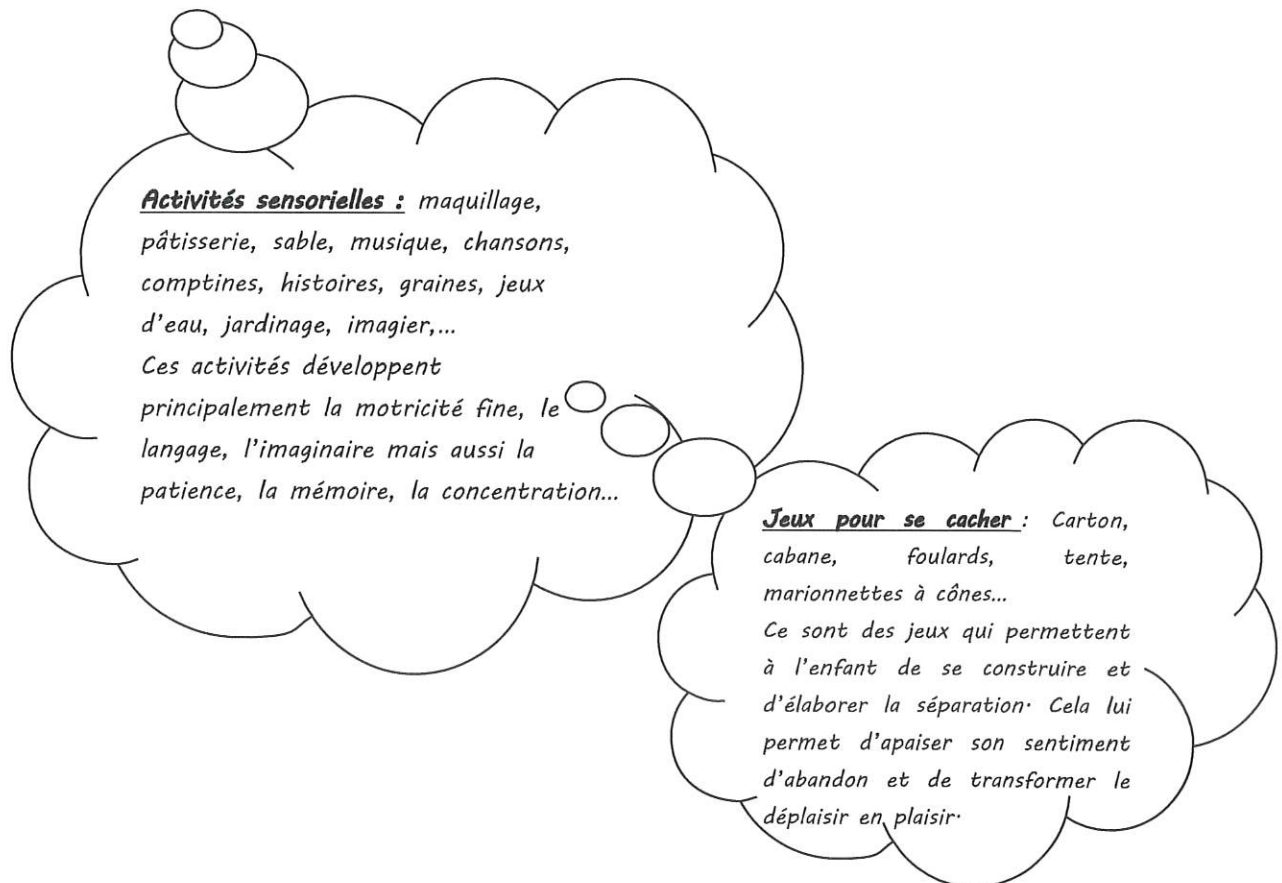 Activités sensorielles : maquillage,
pâtisserie, sable, musique, chansons,
comptines, histoires, graines, jeux
d'eau, jardinage, imagier,...
Ces activités développent
principalement la motricité fine, le
langage, l'imaginaire mais aussi la
patience, la mémoire, la concentration...
Jeux pour se cacher : Carton,
cabane, foulards, tente,
marionnettes à cônes...
Ce sont des jeux qui permettent
à l'enfant de se construire et
d'élaborer la séparation. Cela lui
permet d'apaiser son sentiment
d'abandon et de transformer le
déplaisir en plaisir.